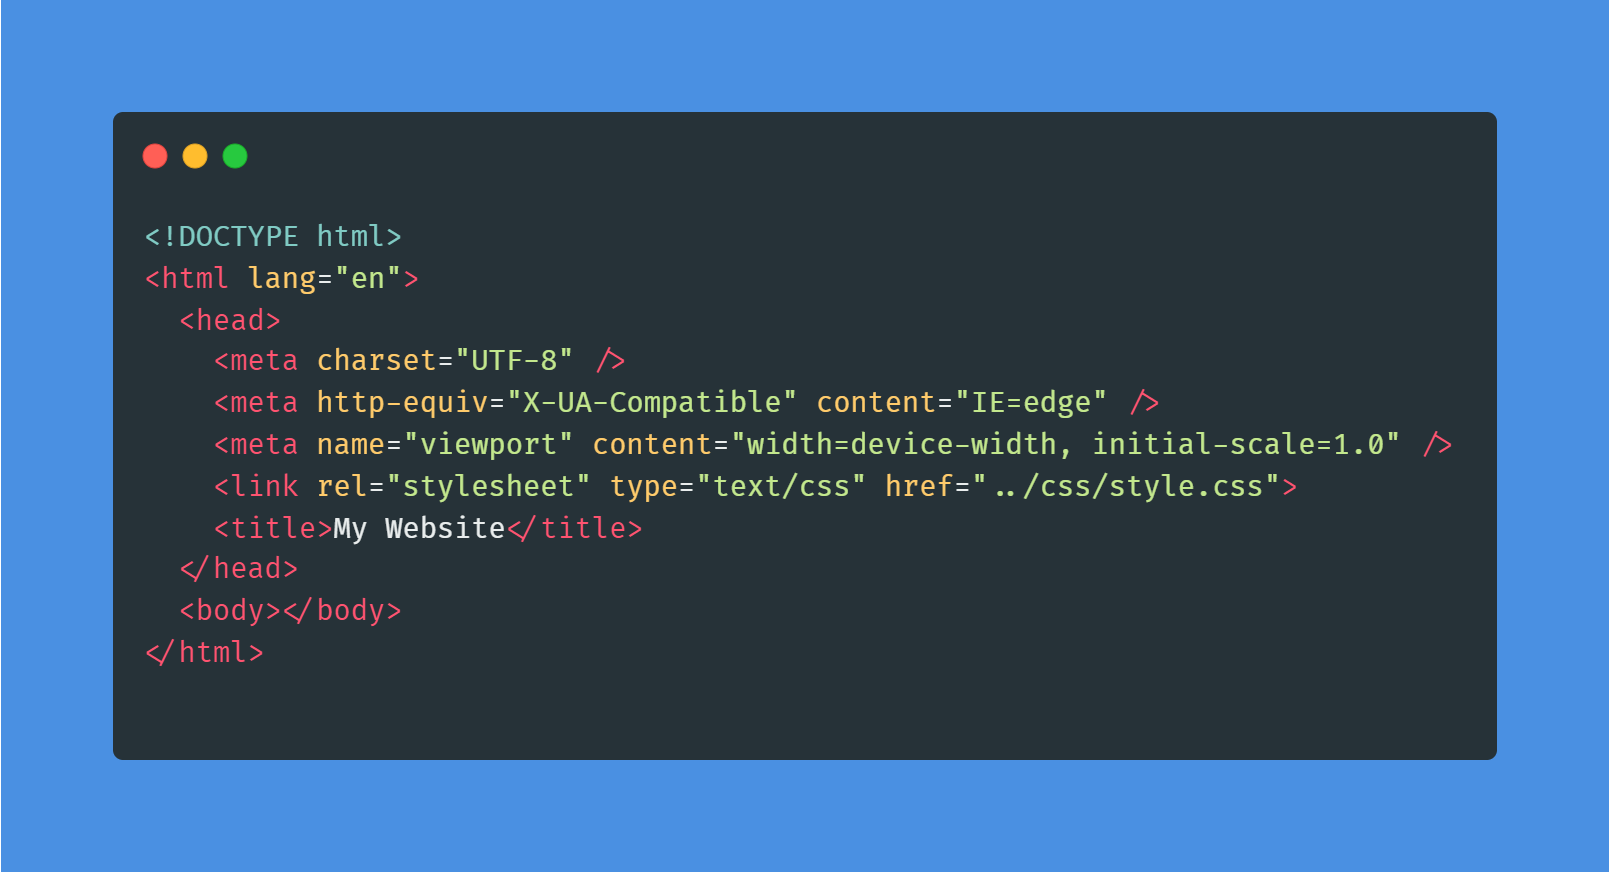 <!DOCTYPE html>
<html lang="en">
  <head>
    <meta charset="UTF-8" />
    <meta http-equiv="X-UA-Compatible" content="IE=edge" />
    <meta name="viewport" content="width=device-width, initial-scale=1.0" />
    <link rel="stylesheet" type="text/css" href="../css/style.css">
    <title>My Website</title>
  </head>
  <body></body>
</html>